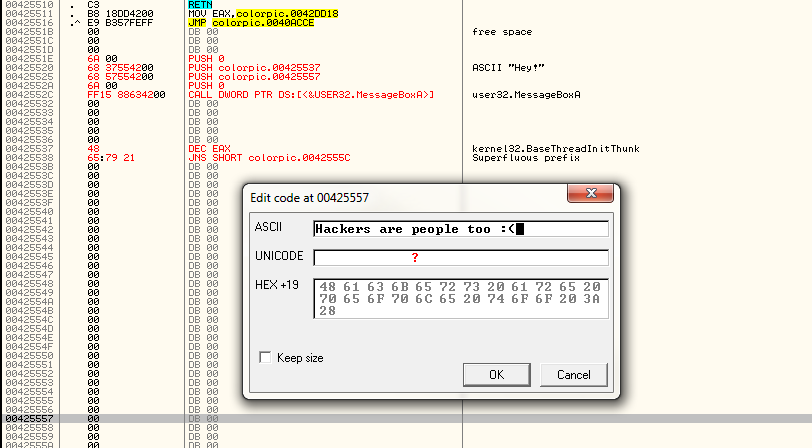 00425510 . C3 RETN
00425511 . B8 18DD4200 MOV EAX,colorpic.0042DD18
00425516 .^ E9 B357FEFF JMP colorpic.0040ACCE
0042551B 00 DB 00 free space
0042551C 00 DB 00
0042551D 00 DB 00
0042551E 6A 00 PUSH 0
00425520 68 37554200 PUSH colorpic.00425537 ASCII "Hey!"
00425525 68 57554200 PUSH colorpic.00425557
0042552A 6A 00 PUSH 0
0042552C FF15 88634200 CALL DWORD PTR DS:[<&USER32.MessageBoxA>] user32.MessageBoxA
00425532 00 DB 00
00425533 00 DB 00
00425534 00 DB 00
00425535 00 DB 00
00425536 00 DB 00
00425537 48 DEC EAX kernel32.BaseThreadInitThunk
00425538 65:79 21 JNS SHORT colorpic.0042555C Superfluous prefix
0042553B 00 DB 00
0042553C 00 DB 00
0042553D 00 DB 00
0042553E 00 DB 00
0042553F 00 DB 00
00425540 00 DB 00
00425541 00 DB 00
00425542 00 DB 00
00425543 00 DB 00
00425544 00 DB 00
00425545 00 DB 00
00425546 00 DB 00
00425547 00 DB 00
00425548 00 DB 00
00425549 00 DB 00
0042554A 00 DB 00
0042554B 00 DB 00
0042554C 00 DB 00
0042554D 00 DB 00
0042554E 00 DB 00
0042554F 00 DB 00
00425550 00 DB 00
00425551 00 DB 00
00425552 00 DB 00
00425553 00 DB 00
00425554 00 DB 00
00425555 00 DB 00
00425556 00 DB 00
00425557 00 DB 00
00425558 00 DB 00
00425559 00 DB 00
0042555A 00 DB 00
Edit code at 00425557
ASCII Hackers are people too :(
UNICODE ?
HEX +19 48 61 63 6B 65 72 73 20 61 72 65 20
70 65 6F 70 6C 65 20 74 6F 6F 20 3A
28
Keep size
OK Cancel